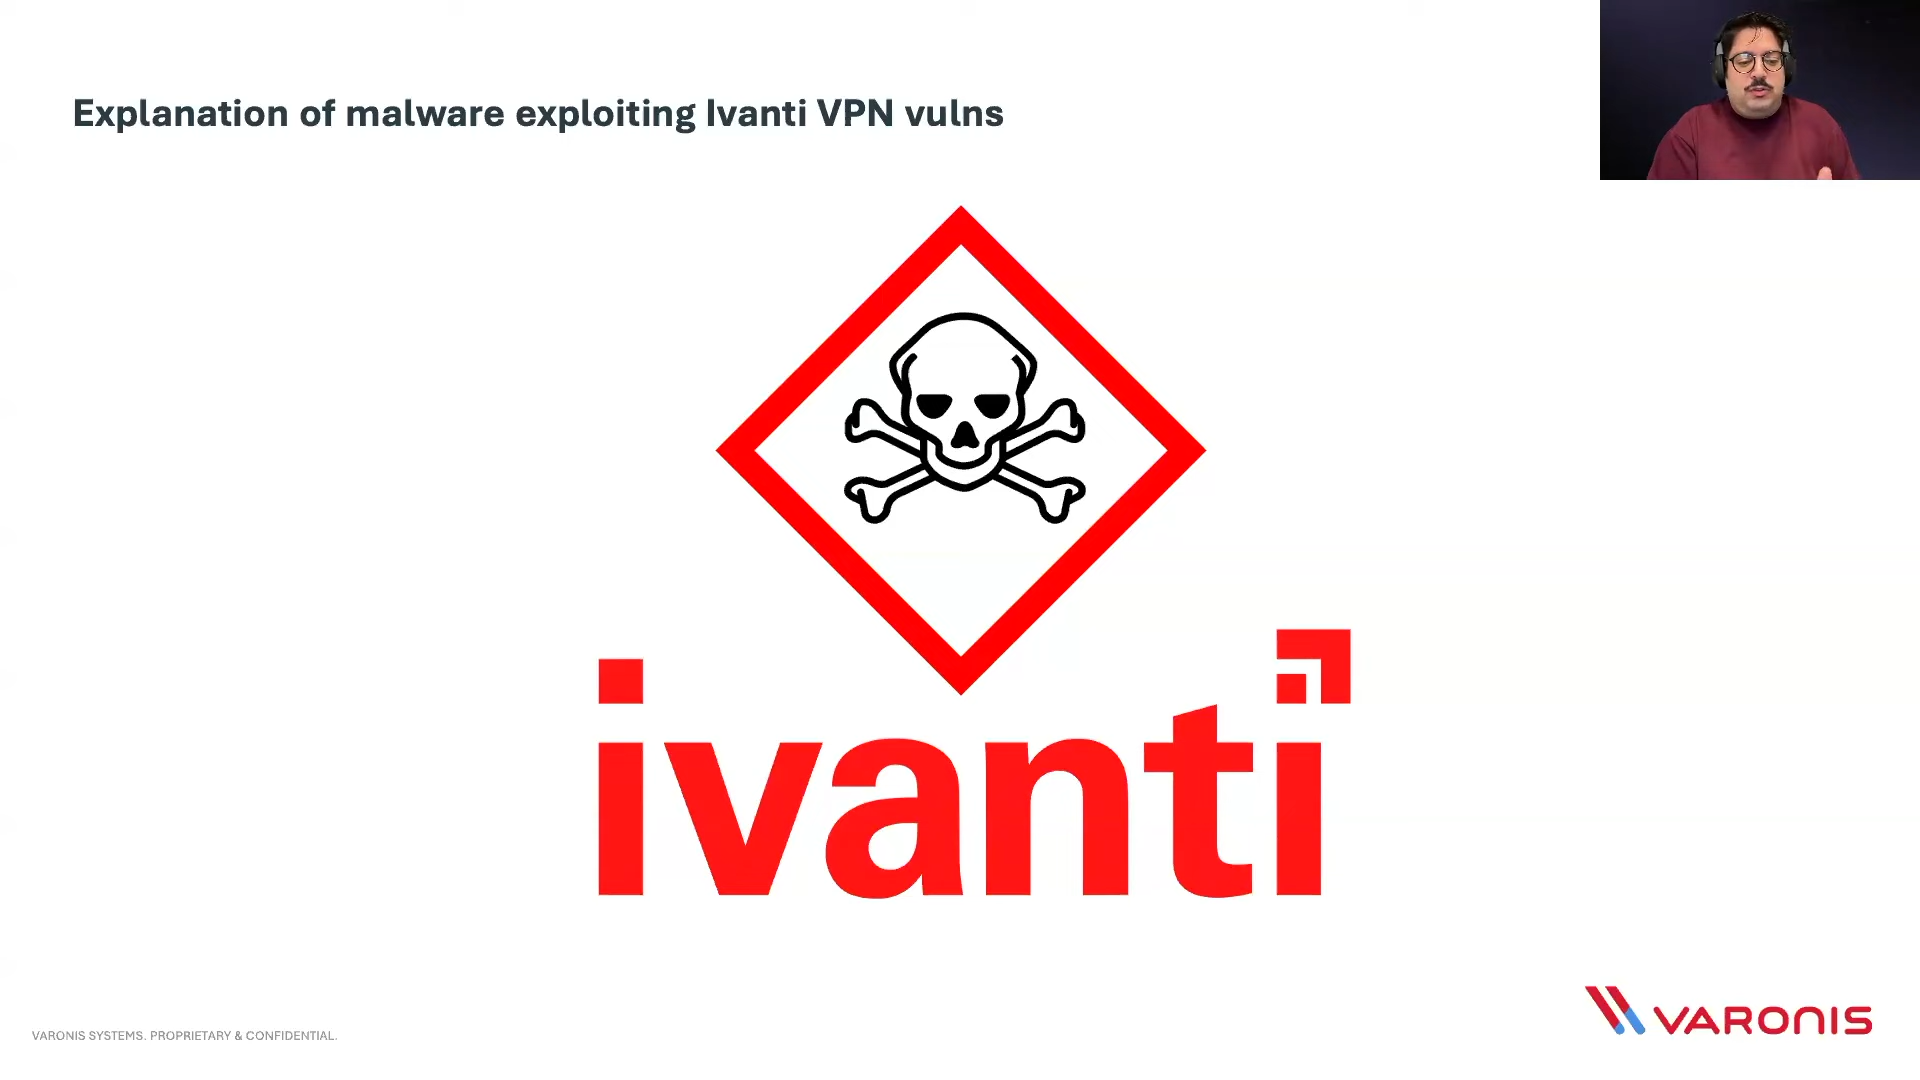 Explanation of malware exploiting Ivanti VPN vulns
ivanti
VARONIS SYSTEMS. PROPRIETARY & CONFIDENTIAL.
VARONIS